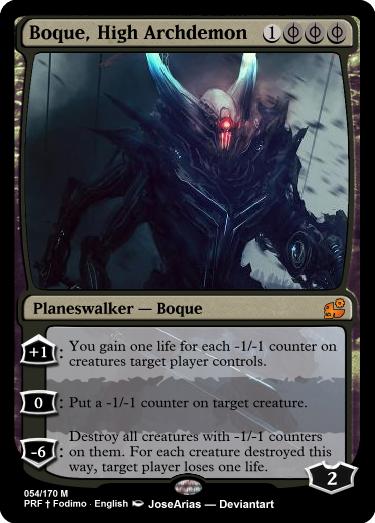 Boque, High Archdemon 1
Planeswalker — Boque
+1: You gain one life for each -1/-1 counter on
creatures target player controls.
0: Put a -1/-1 counter on target creature.
-6: Destroy all creatures with -1/-1 counters
on them. For each creature destroyed this
way, target player loses one life.
2
054/170 M
PRF † Fodimo · English JoseArias — Deviantart